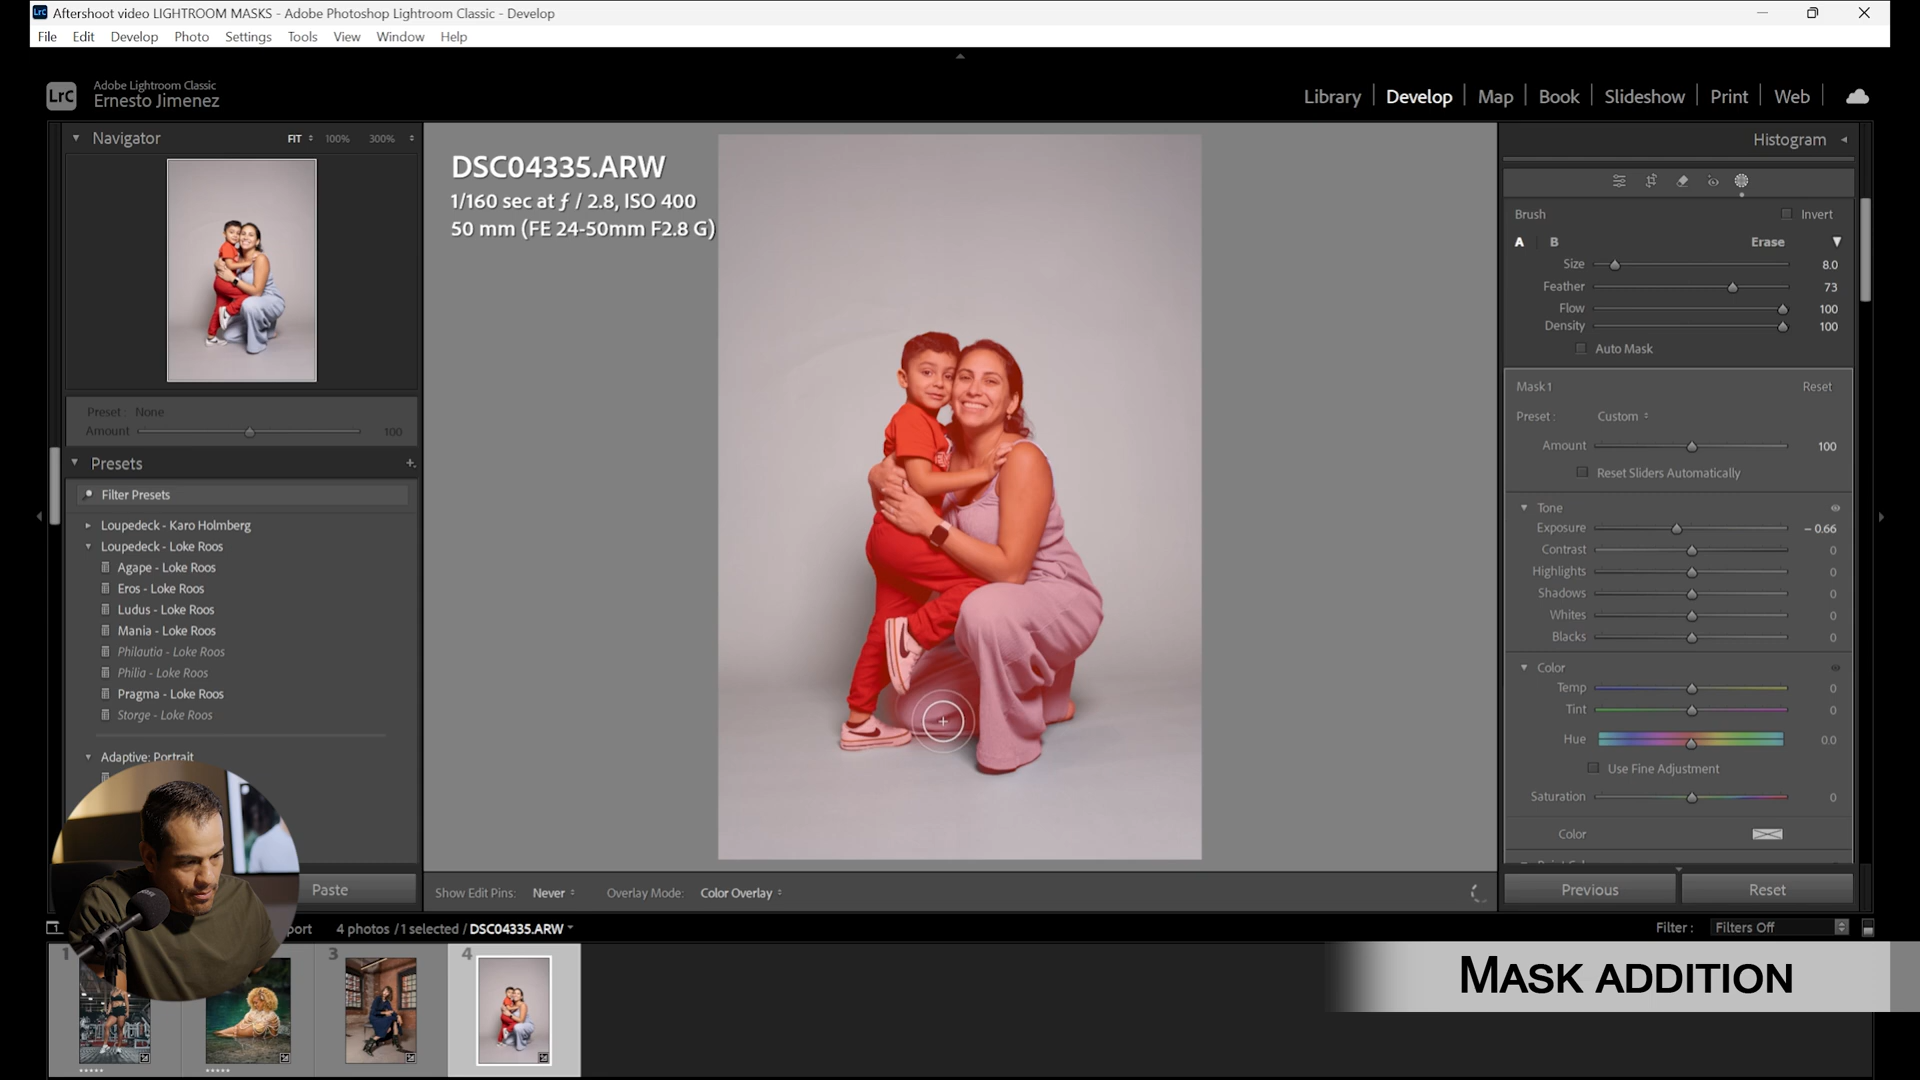 LrC Aftershoot video LIGHTROOM MASKS - Adobe Photoshop Lightroom Classic - Develop
File Edit Develop Photo Settings Tools View Window Help
LrC
Adobe Lightroom Classic
Ernesto Jimenez
Library Develop Map Book Slideshow Print Web
Navigator
FIT 100% 300%
Preset : None
Amount 100
Presets
Filter Presets
Loupedeck - Karo Holmberg
Loupedeck - Loke Roos
Agape - Loke Roos
Eros - Loke Roos
Ludus - Loke Roos
Mania - Loke Roos
Philautia - Loke Roos
Philia - Loke Roos
Pragma - Loke Roos
Storge - Loke Roos
Adaptive: Portrait
Paste
DSC04335.ARW
1/160 sec at ƒ / 2.8, ISO 400
50 mm (FE 24-50mm F2.8 G)
Show Edit Pins: Never Overlay Mode: Color Overlay
Histogram
Brush Invert
A B Erase
Size 8.0
Feather 73
Flow 100
Density 100
Auto Mask
Mask 1 Reset
Preset : Custom
Amount 100
Reset Sliders Automatically
Tone
Exposure – 0.66
Contrast 0
Highlights 0
Shadows 0
Whites 0
Blacks 0
Color
Temp 0
Tint 0
Hue 0.0
Use Fine Adjustment
Saturation 0
Color
Previous Reset
1 port 4 photos / 1 selected / DSC04335.ARW
Filter : Filters Off
1 3 4
MASK ADDITION